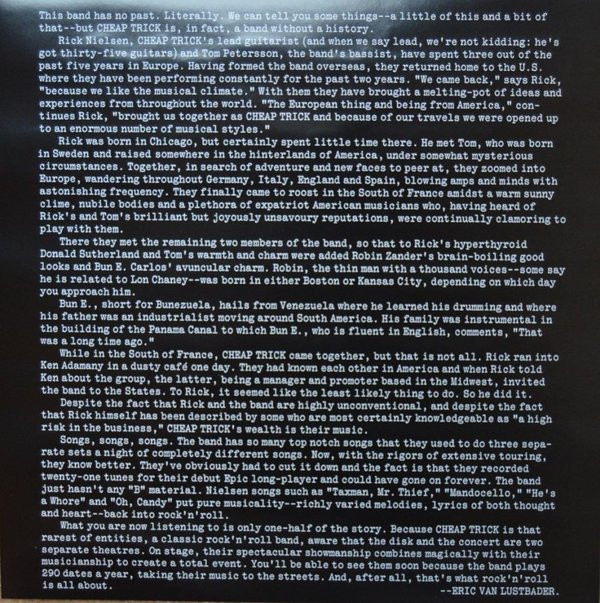 This band has no past. Literally. We can tell you some things--a little of this and a bit of
that--but CHEAP TRICK is, in fact, a band without a history.
Rick Nielsen, CHEAP TRICK's lead guitarist (and when we say lead, we're not kidding: he's
got thirty-five guitars) and Tom Petersson, the band's bassist, have spent three out of the
past five years in Europe. Having formed the band overseas, they returned home to the U.S.
where they have been performing constantly for the past two years. "We came back," says Rick,
"because we like the musical climate." With them they have brought a melting-pot of ideas and
experiences from throughout the world. "The European thing and being from America," con-
tinues Rick, "brought us together as CHEAP TRICK and because of our travels we were opened up
to an enormous number of musical styles."
Rick was born in Chicago, but certainly spent little time there. He met Tom, who was born
in Sweden and raised somewhere in the hinterlands of America, under somewhat mysterious
circumstances. Together, in search of adventure and new faces to peer at, they zoomed into
Europe, wandering throughout Germany, Italy, England and Spain, blowing amps and minds with
astonishing frequency. They finally came to roost in the South of France amidst a warm sunny
clime, nubile bodies and a plethora of expatriot American musicians who, having heard of
Rick's and Tom's brilliant but joyously unsavoury reputations, were continually clamoring to
play with them.
There they met the remaining two members of the band, so that to Rick's hyperthyroid
Donald Sutherland and Tom's warmth and charm were added Robin Zander's brain-boiling good
looks and Bun E. Carlos' avuncular charm. Robin, the thin man with a thousand voices--some say
he is related to Lon Chaney--was born in either Boston or Kansas City, depending on which day
you approach him.
Bun E., short for Bunezuela, hails from Venezuela where he learned his drumming and where
his father was an industrialist moving around South America. His family was instrumental in
the building of the Panama Canal to which Bun E., who is fluent in English, comments, "That
was a long time ago."
While in the South of France, CHEAP TRICK came together, but that is not all. Rick ran into
Ken Adamany in a dusty café one day. They had known each other in America and when Rick told
Ken about the group, the latter, being a manager and promoter based in the Midwest, invited
the band to the States. To Rick, it seemed like the least likely thing to do. So he did it.
Despite the fact that Rick and the band are highly unconventional, and despite the fact
that Rick himself has been described by some who are most certainly knowledgeable as "a high
risk in the business," CHEAP TRICK's wealth is their music.
Songs, songs, songs. The band has so many top notch songs that they used to do three sepa-
rate sets a night of completely different songs. Now, with the rigors of extensive touring,
they know better. They've obviously had to cut it down and the fact is that they recorded
twenty-one tunes for their debut Epic long-player and could have gone on forever. The band
just hasn't any "B" material. Nielsen songs such as "Taxman, Mr. Thief," "Mandocello," "He's
a Whore" and "Oh, Candy" put pure musicality--richly varied melodies, lyrics of both thought
and heart--back into rock'n'roll.
What you are now listening to is only one-half of the story. Because CHEAP TRICK is that
rarest of entities, a classic rock'n'roll band, aware that the disk and the concert are two
separate theatres. On stage, their spectacular showmanship combines magically with their
musicianship to create a total event. You'll be able to see them soon because the band plays
290 dates a year, taking their music to the streets. And, after all, that's what rock'n'roll
is all about.
--ERIC VAN LUSTBADER.